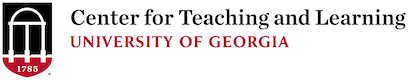 Center for Teaching and Learning
UNIVERSITY OF GEORGIA
1785